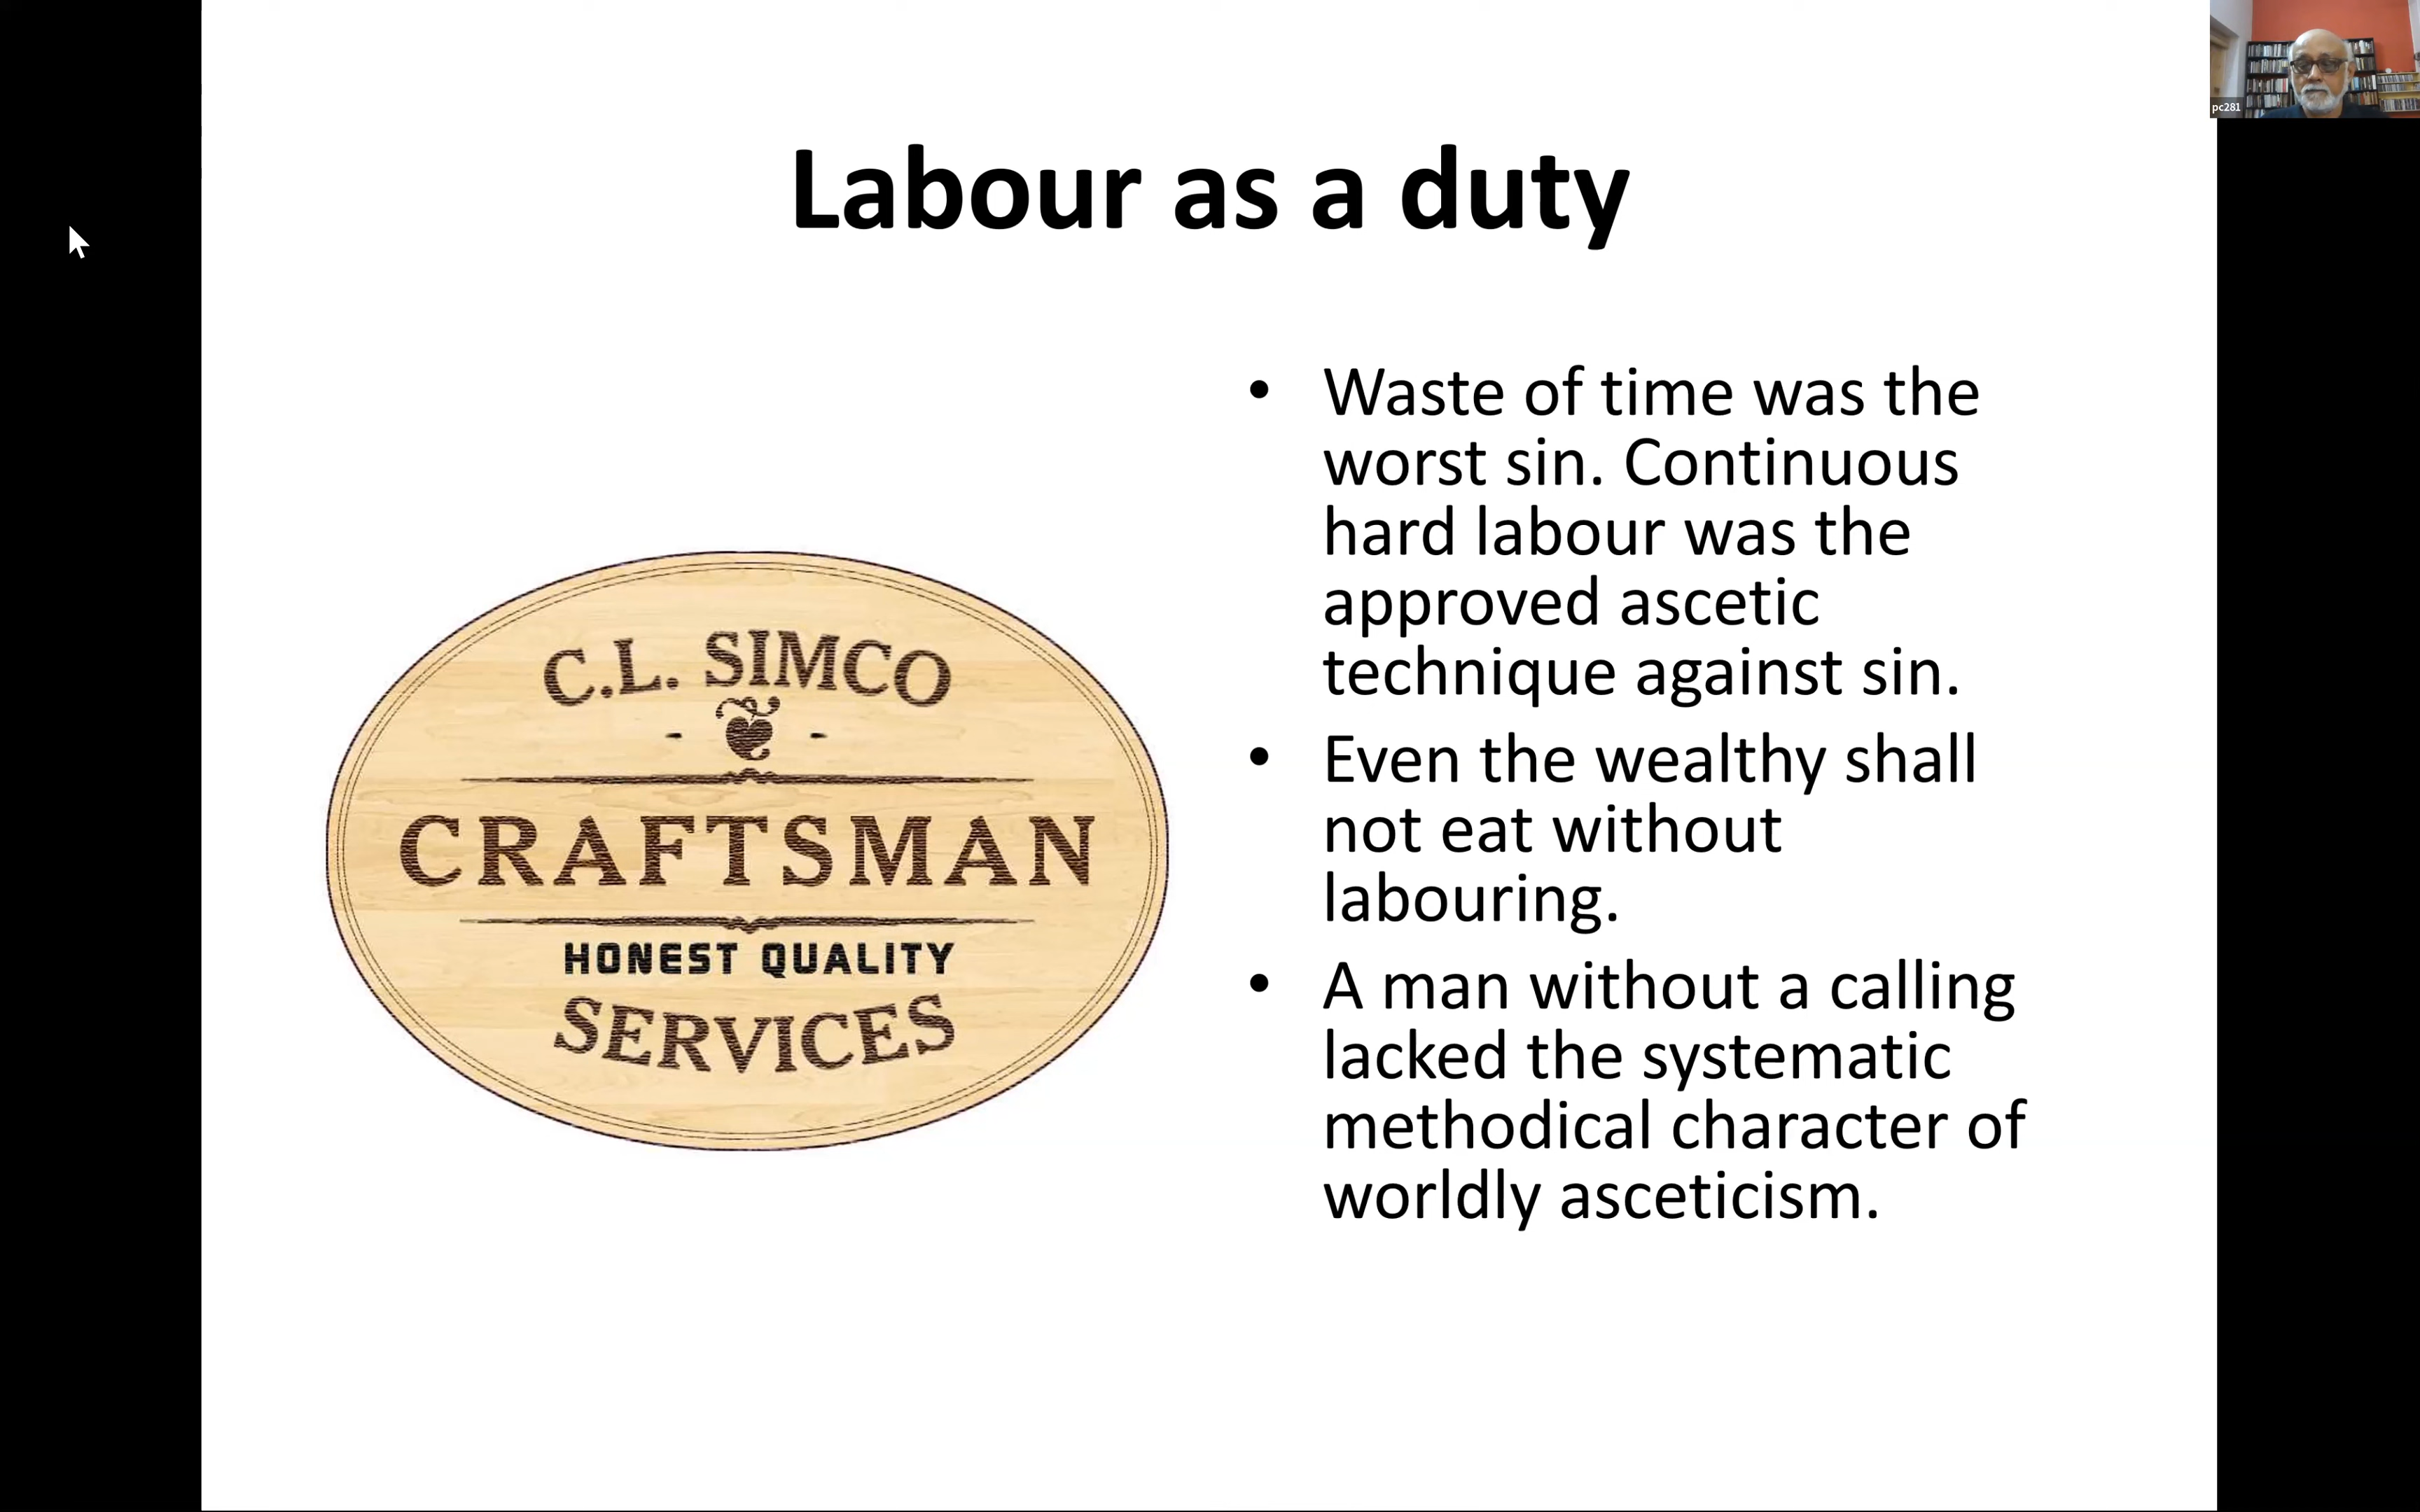 pc281
Labour as a duty
C.L. SIMCO
CRAFTSMAN
HONEST QUALITY
SERVICES
• Waste of time was the
worst sin. Continuous
hard labour was the
approved ascetic
technique against sin.
• Even the wealthy shall
not eat without
labouring.
• A man without a calling
lacked the systematic
methodical character of
worldly asceticism.